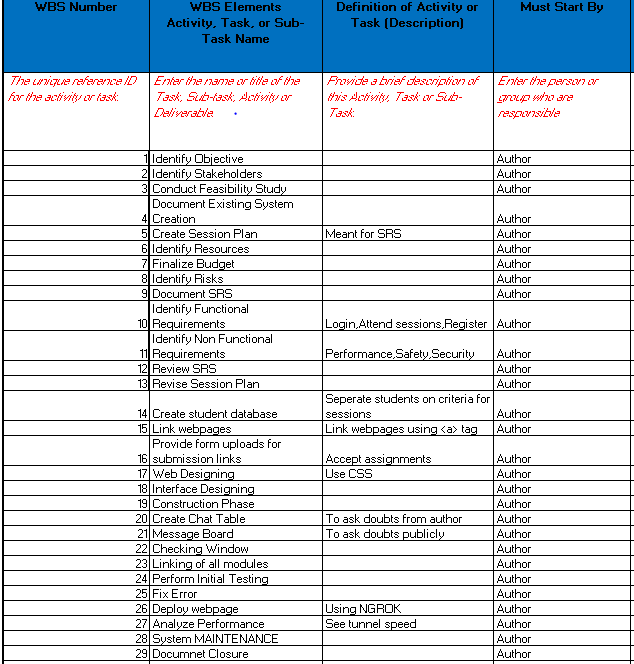 WBS Number WBS Elements Definition of Activity or Must Start By
Activity, Task, or Sub- Task (Description)
Task Name
The unique reference ID Enter the name or title of the Provide a brief description of Enter the person or
for the activity or task. Task, Sub-task, Activity or this Activity, Task or Sub- group who are
Deliverable. Task. responsible
1 Identify Objective Author
2 Identify Stakeholders Author
3 Conduct Feasibility Study Author
Document Existing System
4 Creation Author
5 Create Session Plan Meant for SRS Author
6 Identify Resources Author
7 Finalize Budget Author
8 Identify Risks Author
9 Document SRS Author
Identify Functional
10 Requirements Login,Attend sessions,Register Author
Identify Non Functional
11 Requirements Performance,Safety,Security Author
12 Review SRS Author
13 Revise Session Plan Author
Seperate students on criteria for
14 Create student database sessions Author
15 Link webpages Link webpages using <a> tag Author
Provide form uploads for
16 submission links Accept assignments Author
17 Web Designing Use CSS Author
18 Interface Designing Author
19 Construction Phase Author
20 Create Chat Table To ask doubts from author Author
21 Message Board To ask doubts publicly Author
22 Checking Window Author
23 Linking of all modules Author
24 Perform Initial Testing Author
25 Fix Error Author
26 Deploy webpage Using NGROK Author
27 Analyze Performance See tunnel speed Author
28 System MAINTENANCE Author
29 Documnet Closure Author